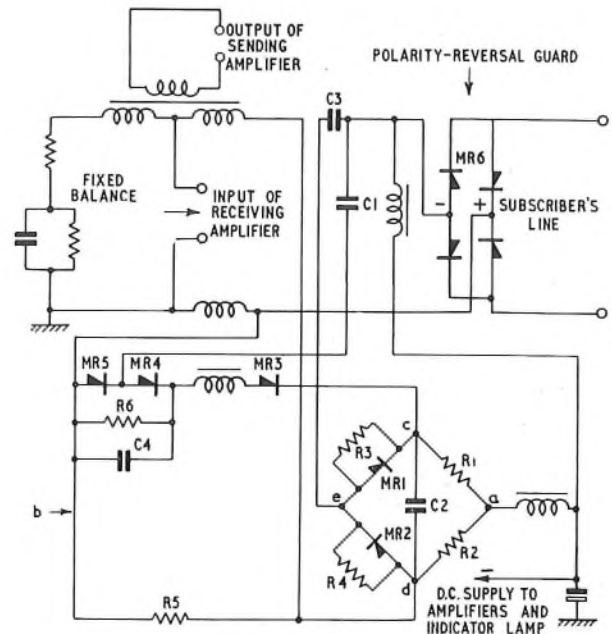 OUTPUT OF
SENDING
AMPLIFIER
POLARITY-REVERSAL GUARD
C3
MR6
FIXED
BALANCE
INPUT OF
RECEIVING
AMPLIFIER
C1
- +
SUBSCRIBER'S
LINE
MR5 MR4 MR3
R6
C4
c
R3
MR1
R1
e
C2
a
b
MR2
R2
R4
d
R5
-
D.C. SUPPLY TO
AMPLIFIERS AND
INDICATOR LAMP